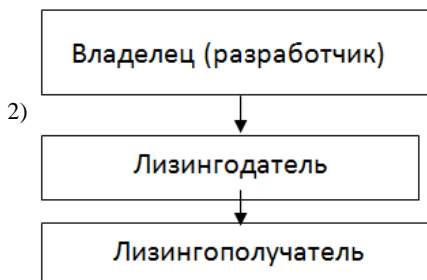 Владелец (разработчик)
2)
Лизингодатель
Лизингополучатель